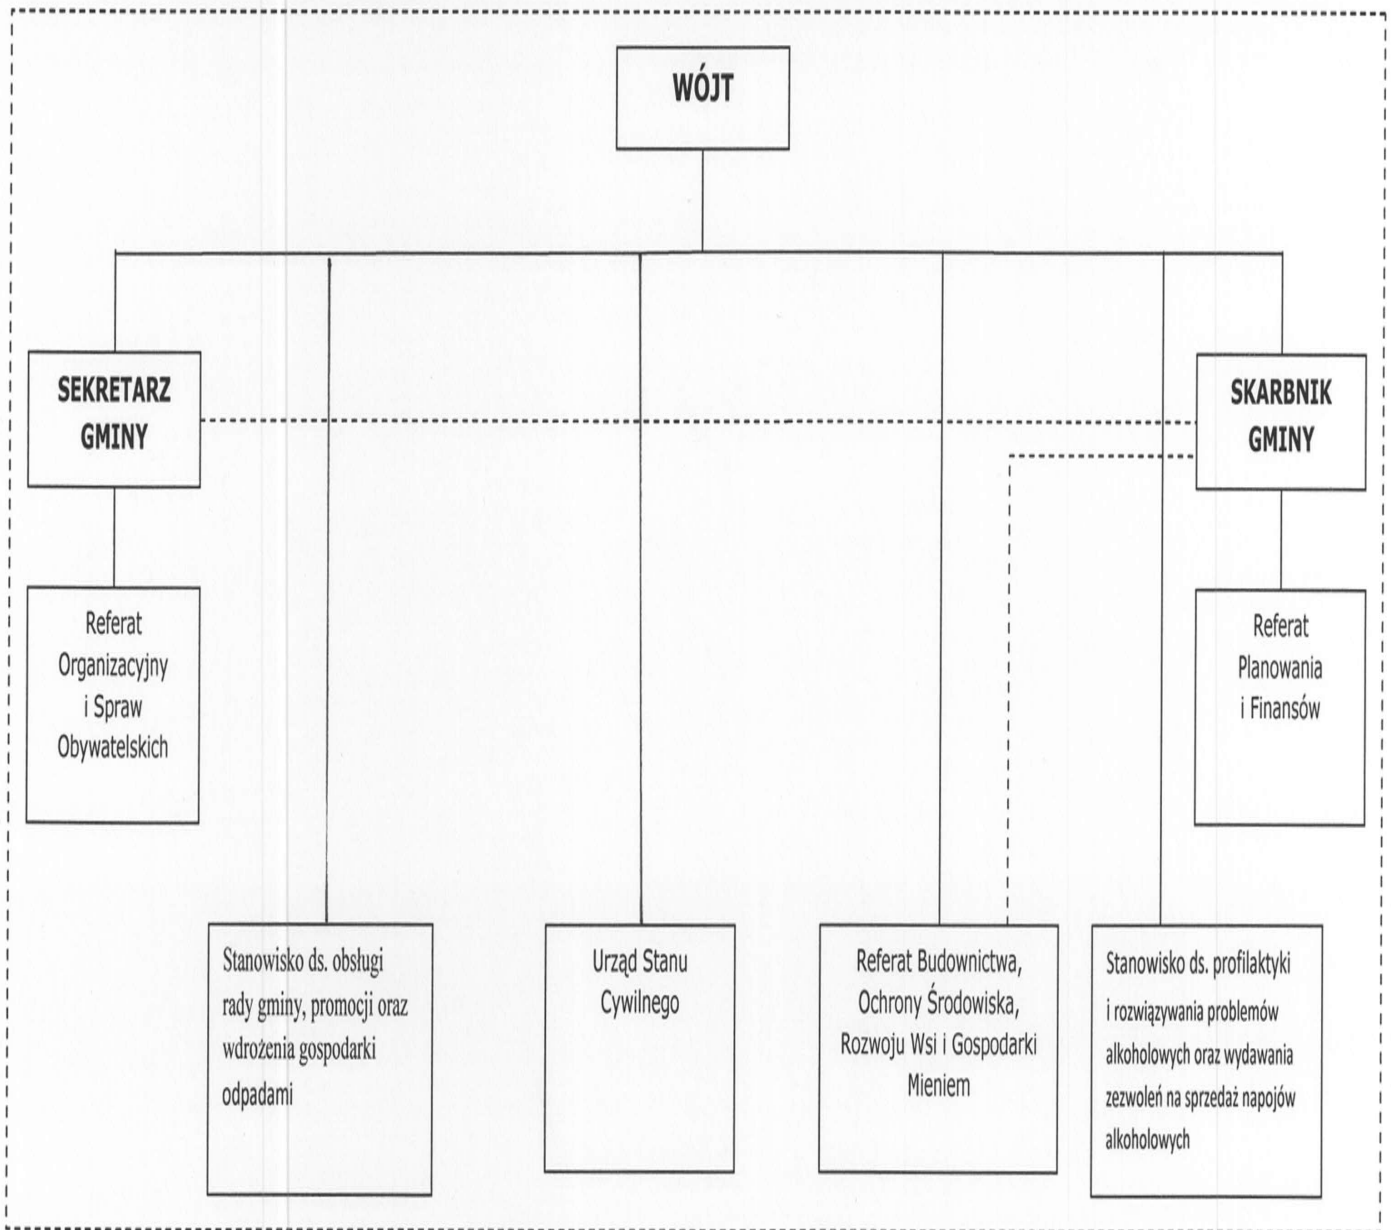 WÓJT
SEKRETARZ
GMINY
SKARBNIK
GMINY
Referat
Organizacyjny
i Spraw
Obywatelskich
Referat
Planowania
i Finansów
Stanowisko ds. obsługi
rady gminy, promocji oraz
wdrożenia gospodarki
odpadami
Urząd Stanu
Cywilnego
Referat Budownictwa,
Ochrony Środowiska,
Rozwoju Wsi i Gospodarki
Mieniem
Stanowisko ds. profilaktyki
i rozwiązywania problemów
alkoholowych oraz wydawania
zezwoleń na sprzedaż napojów
alkoholowych